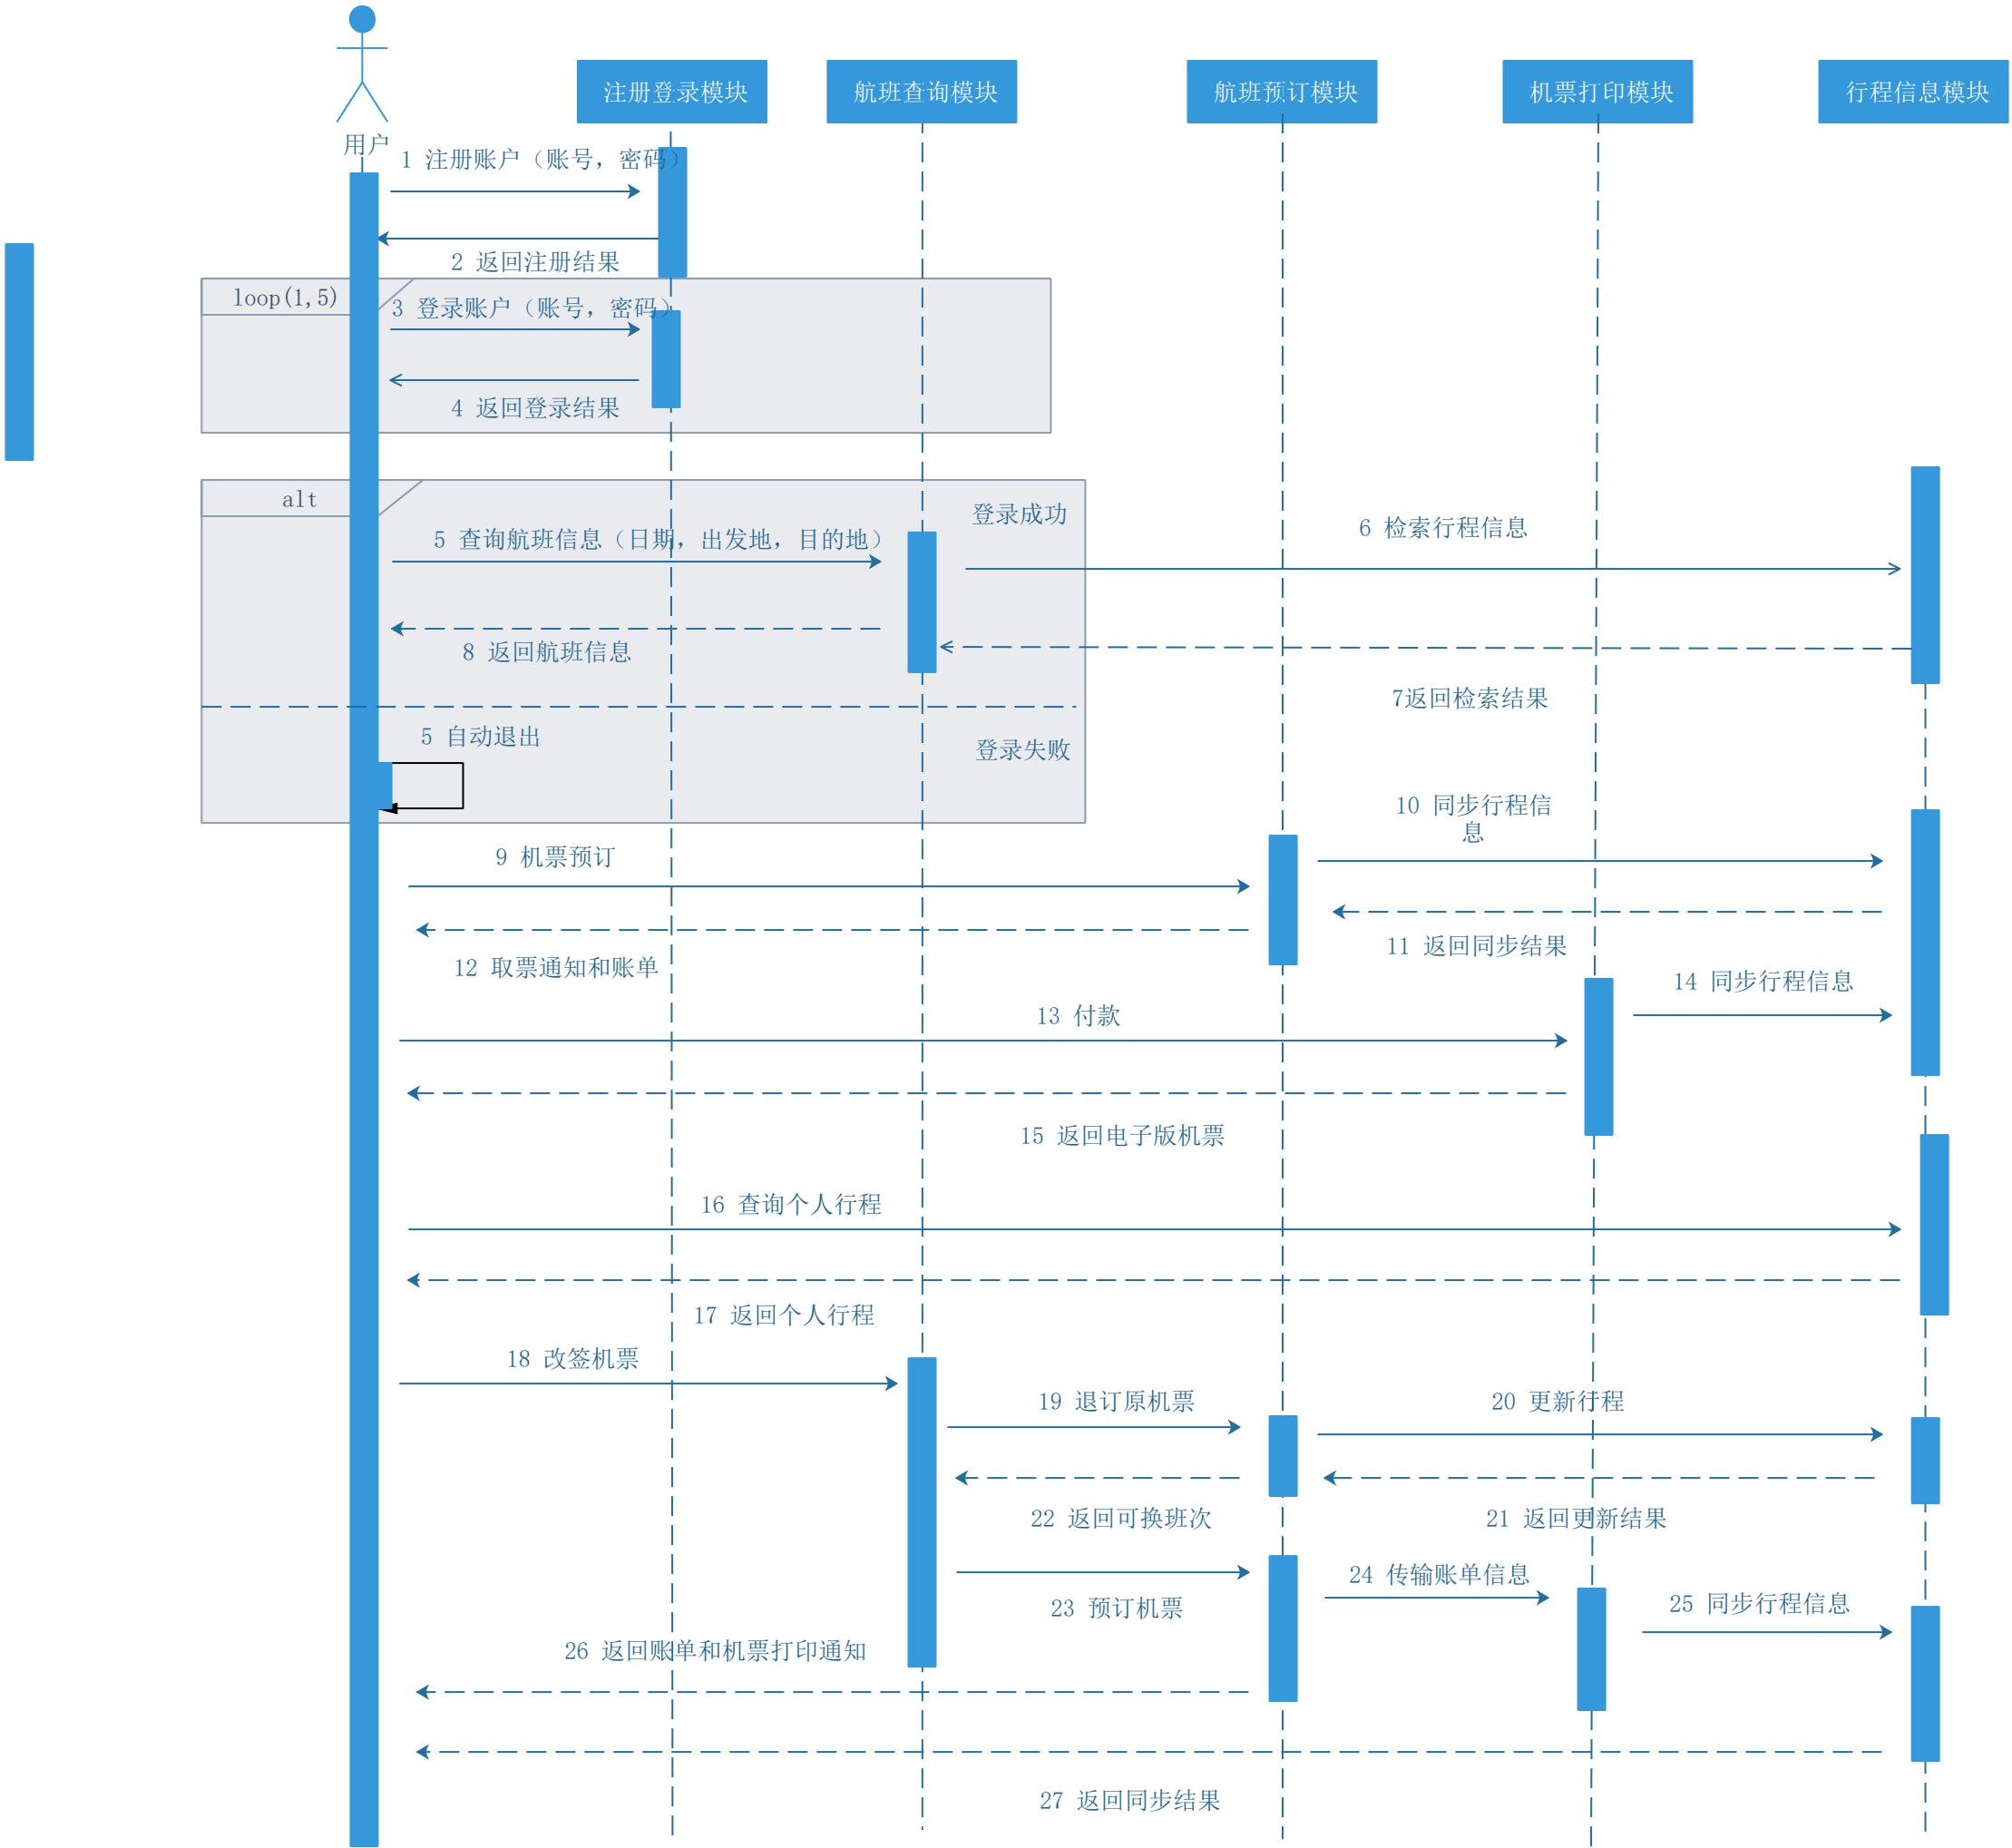 注册登录模块
航班查询模块
航班预订模块
机票打印模块
行程信息模块
用户
1 注册账户（账号，密码）
2 返回注册结果
loop(1,5)
3 登录账户（账号，密码）
4 返回登录结果
alt
登录成功
5 查询航班信息（日期，出发地，目的地）
6 检索行程信息
8 返回航班信息
7返回检索结果
5 自动退出
登录失败
10 同步行程信
息
9 机票预订
11 返回同步结果
12 取票通知和账单
14 同步行程信息
13 付款
15 返回电子版机票
16 查询个人行程
17 返回个人行程
18 改签机票
19 退订原机票
20 更新行程
22 返回可换班次
21 返回更新结果
24 传输账单信息
23 预订机票
25 同步行程信息
26 返回账单和机票打印通知
27 返回同步结果